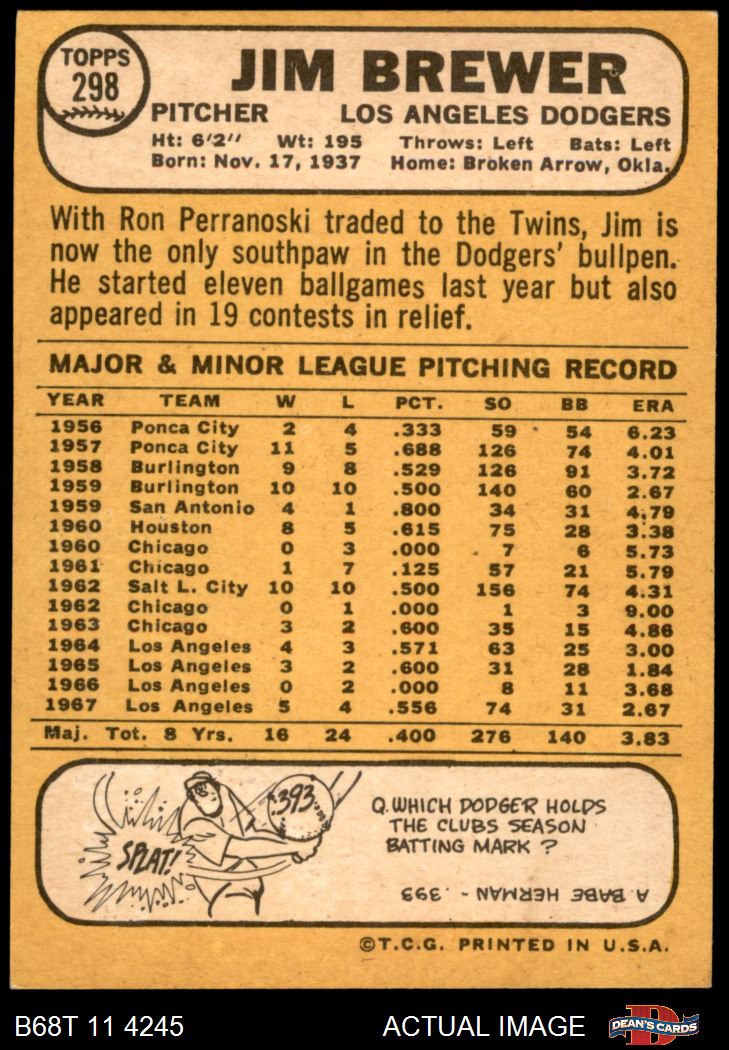 TOPPS
298
JIM BREWER
PITCHER LOS ANGELES DODGERS
Ht: 6'2" Wt: 195 Throws: Left Bats: Left
Born: Nov. 17, 1937 Home: Broken Arrow, Okla.
With Ron Perranoski traded to the Twins, Jim is
now the only southpaw in the Dodgers' bullpen.
He started eleven ballgames last year but also
appeared in 19 contests in relief.
MAJOR & MINOR LEAGUE PITCHING RECORD
YEAR TEAM W L PCT. SO BB ERA
1956 Ponca City 2 4 .333 59 54 6.23
1957 Ponca City 11 5 .688 126 74 4.01
1958 Burlington 9 8 .529 126 91 3.72
1959 Burlington 10 10 .500 140 60 2.67
1959 San Antonio 4 1 .800 34 31 4.79
1960 Houston 8 5 .615 75 28 3.38
1960 Chicago 0 3 .000 7 6 5.73
1961 Chicago 1 7 .125 57 21 5.79
1962 Salt L. City 10 10 .500 156 74 4.31
1962 Chicago 0 1 .000 1 3 9.00
1963 Chicago 3 2 .600 35 15 4.86
1964 Los Angeles 4 3 .571 63 25 3.00
1965 Los Angeles 3 2 .600 31 28 1.84
1966 Los Angeles 0 2 .000 8 11 3.68
1967 Los Angeles 5 4 .556 74 31 2.67
Maj. Tot. 8 Yrs. 16 24 .400 276 140 3.83
.393
SPLAT!
Q. WHICH DODGER HOLDS
THE CLUBS SEASON
BATTING MARK ?
A. BABE HERMAN - .393
©T.C.G. PRINTED IN U.S.A.
B68T 11 4245 ACTUAL IMAGE DEAN'S CARDS